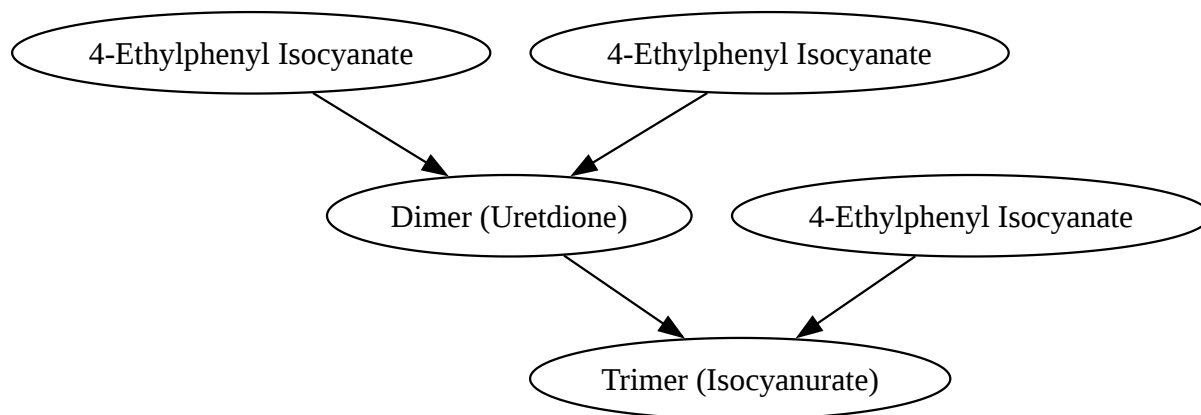 4-Ethylphenyl Isocyanate
4-Ethylphenyl Isocyanate
Dimer (Uretdione)
4-Ethylphenyl Isocyanate
Trimer (Isocyanurate)